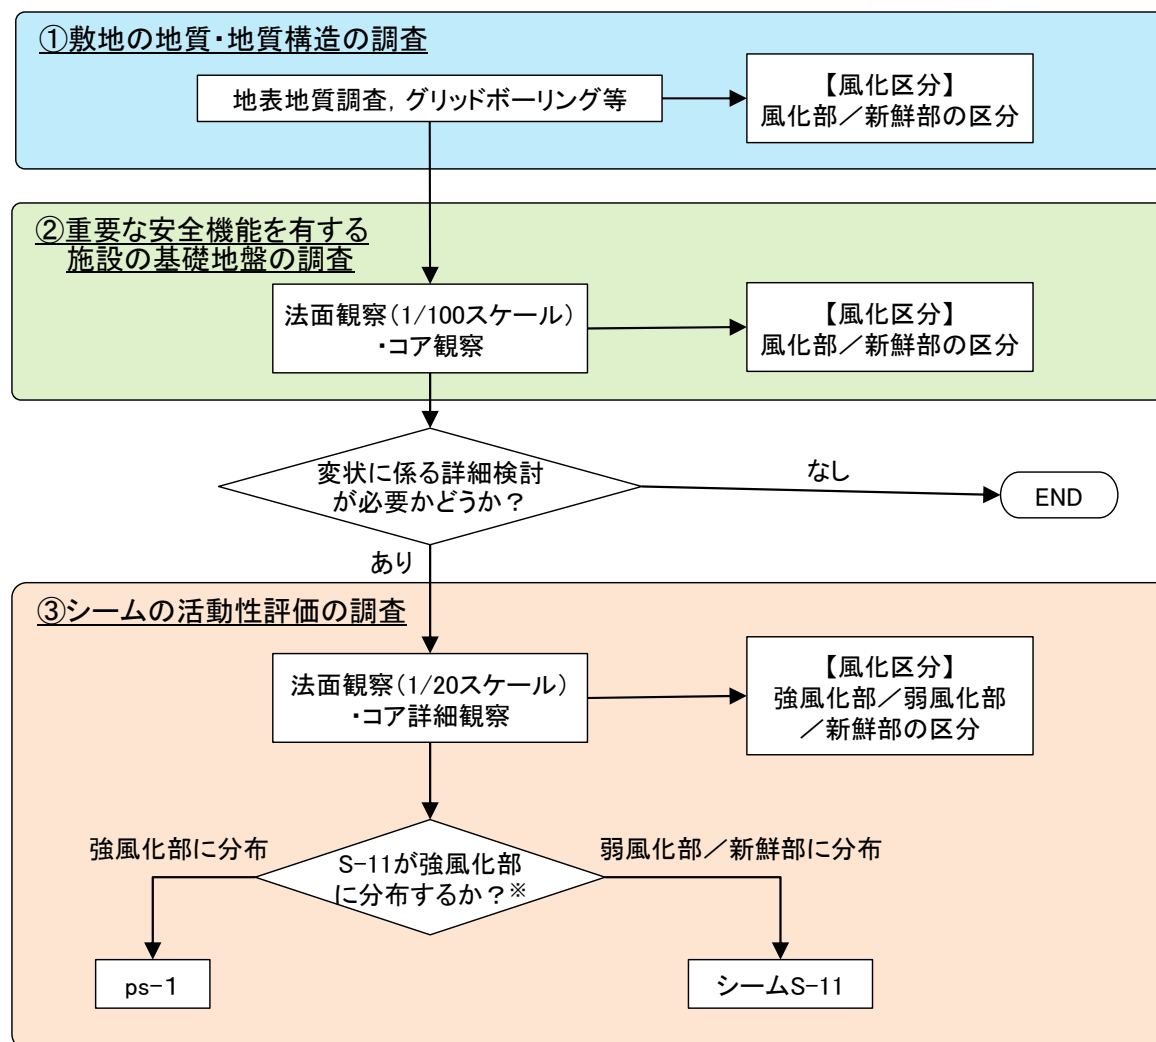 ①敷地の地質・地質構造の調査
地表地質調査，グリッドボーリング等
【風化区分】
風化部／新鮮部の区分
②重要な安全機能を有する
施設の基礎地盤の調査
法面観察（1/100スケール）
・コア観察
【風化区分】
風化部／新鮮部の区分
変状に係る詳細検討
が必要かどうか？
なし
END
あり
③シームの活動性評価の調査
法面観察（1/20スケール）
・コア詳細観察
【風化区分】
強風化部／弱風化部
／新鮮部の区分
強風化部に分布
S-11が強風化部
に分布するか？※
弱風化部／新鮮部に分布
ps-1
シームS-11